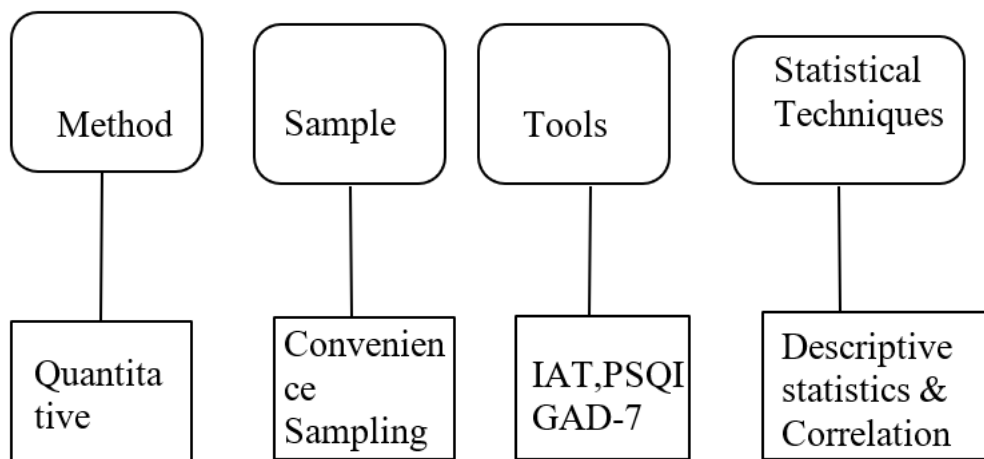 Method
Sample
Tools
Statistical
Techniques
Quantita
tive
Convenien
ce
Sampling
IAT,PSQI
GAD-7
Descriptive
statistics &
Correlation